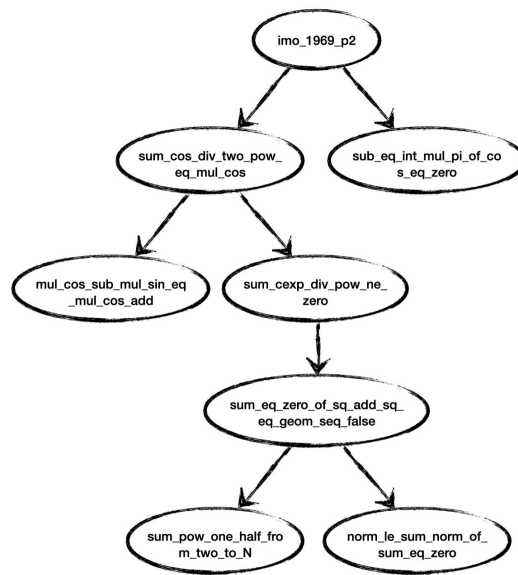 imo_1969_p2
sum_cos_div_two_pow_
eq_mul_cos
sub_eq_int_mul_pi_of_co
s_eq_zero
mul_cos_sub_mul_sin_eq
_mul_cos_add
sum_cexp_div_pow_ne_
zero
sum_eq_zero_of_sq_add_sq_
eq_geom_seq_false
sum_pow_one_half_fro
m_two_to_N
norm_le_sum_norm_of_
sum_eq_zero